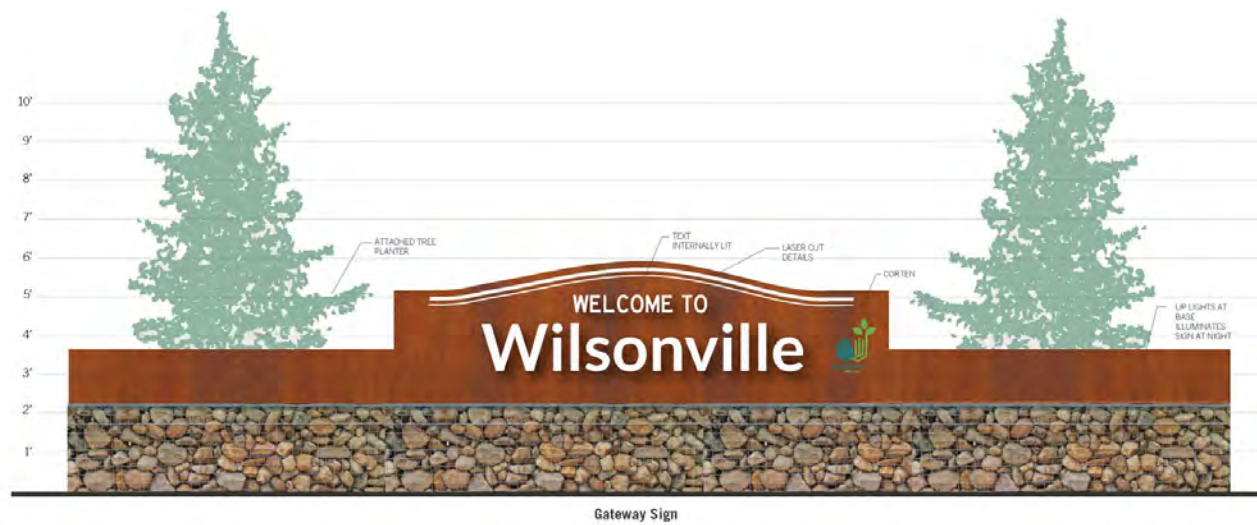 10'
9'
8'
7'
6'
5'
4'
3'
2'
1'
ATTACHED TREE
PLANTER
TEXT
INTERNALLY LIT
LASER CUT
DETAILS
CORTEN
UP LIGHTS AT
BASE
ILLUMINATES
SIGN AT NIGHT
WELCOME TO
Wilsonville
Gateway Sign